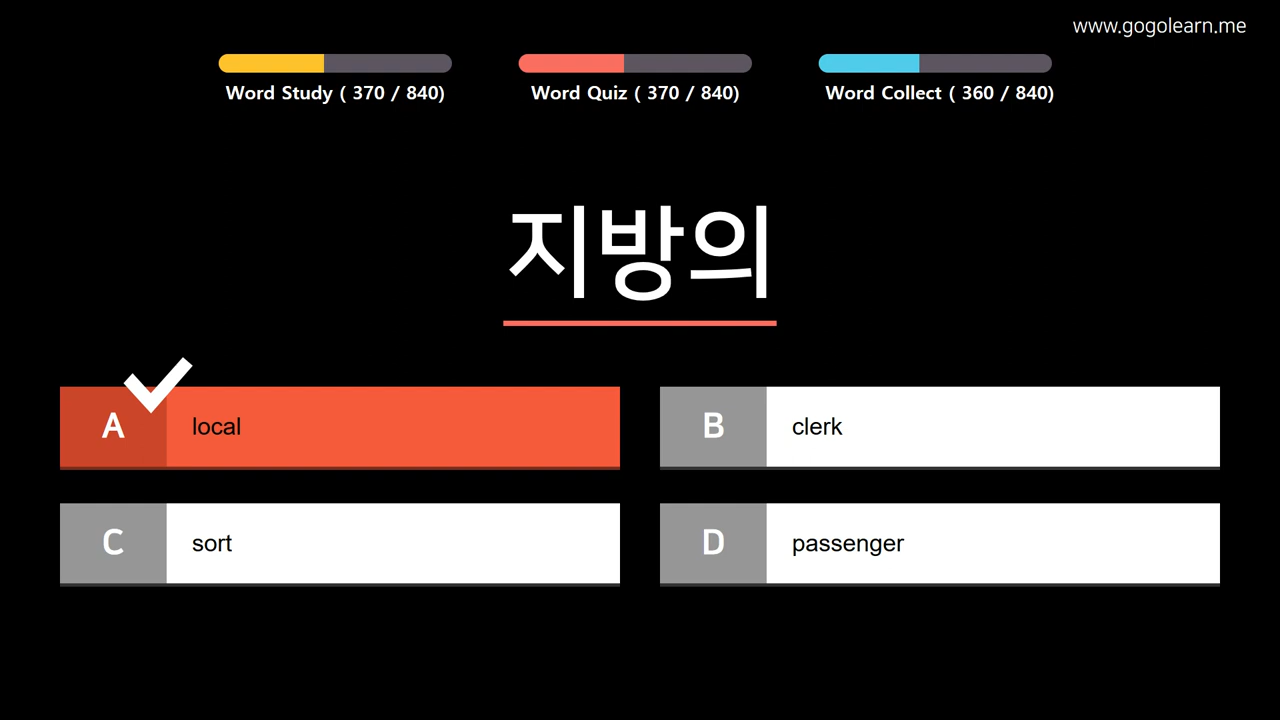 www.gogolearn.me
Word Study ( 370 / 840)
Word Quiz ( 370 / 840)
Word Collect ( 360 / 840)
지방의
A local
B clerk
C sort
D passenger